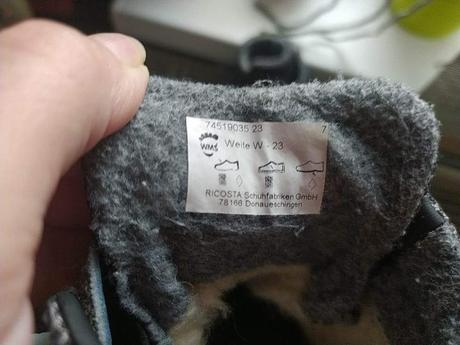 74519035 23 7
WMS Weite W - 23
RICOSTA Schuhfabriken GmbH
78166 Donaueschingen